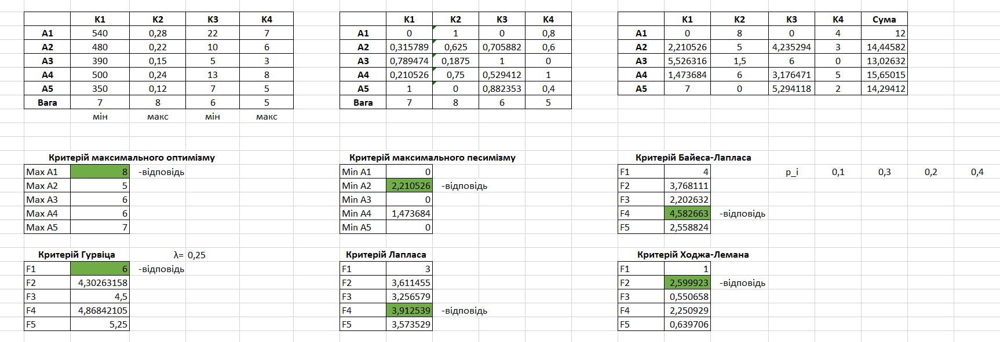 K1 K2 K3 K4
A1 540 0,28 22 7
A2 480 0,22 10 6
A3 390 0,15 5 3
A4 500 0,24 13 8
A5 350 0,12 7 5
Вага 7 8 6 5
мін макс мін макс
K1 K2 K3 K4
A1 0 1 0 0,8
A2 0,315789 0,625 0,705882 0,6
A3 0,789474 0,1875 1 0
A4 0,210526 0,75 0,529412 1
A5 1 0 0,882353 0,4
Вага 7 8 6 5
K1 K2 K3 K4 Сума
A1 0 8 0 4 12
A2 2,210526 5 4,235294 3 14,44582
A3 5,526316 1,5 6 0 13,02632
A4 1,473684 6 3,176471 5 15,65015
A5 7 0 5,294118 2 14,29412
Критерій максимального оптимізму
Max A1 8 -відповідь
Max A2 5
Max A3 6
Max A4 6
Max A5 7
Критерій максимального песимізму
Min A1 0
Min A2 2,210526 -відповідь
Min A3 0
Min A4 1,473684
Min A5 0
Критерій Байеса-Лапласа
F1 4 p_i 0,1 0,3 0,2 0,4
F2 3,768111
F3 2,202632
F4 4,582663 -відповідь
F5 2,558824
Критерій Гурвіца λ= 0,25
F1 6 -відповідь
F2 4,30263158
F3 4,5
F4 4,86842105
F5 5,25
Критерій Лапласа
F1 3
F2 3,611455
F3 3,256579
F4 3,912539 -відповідь
F5 3,573529
Критерій Ходжа-Лемана
F1 1
F2 2,599923 -відповідь
F3 0,550658
F4 2,250929
F5 0,639706